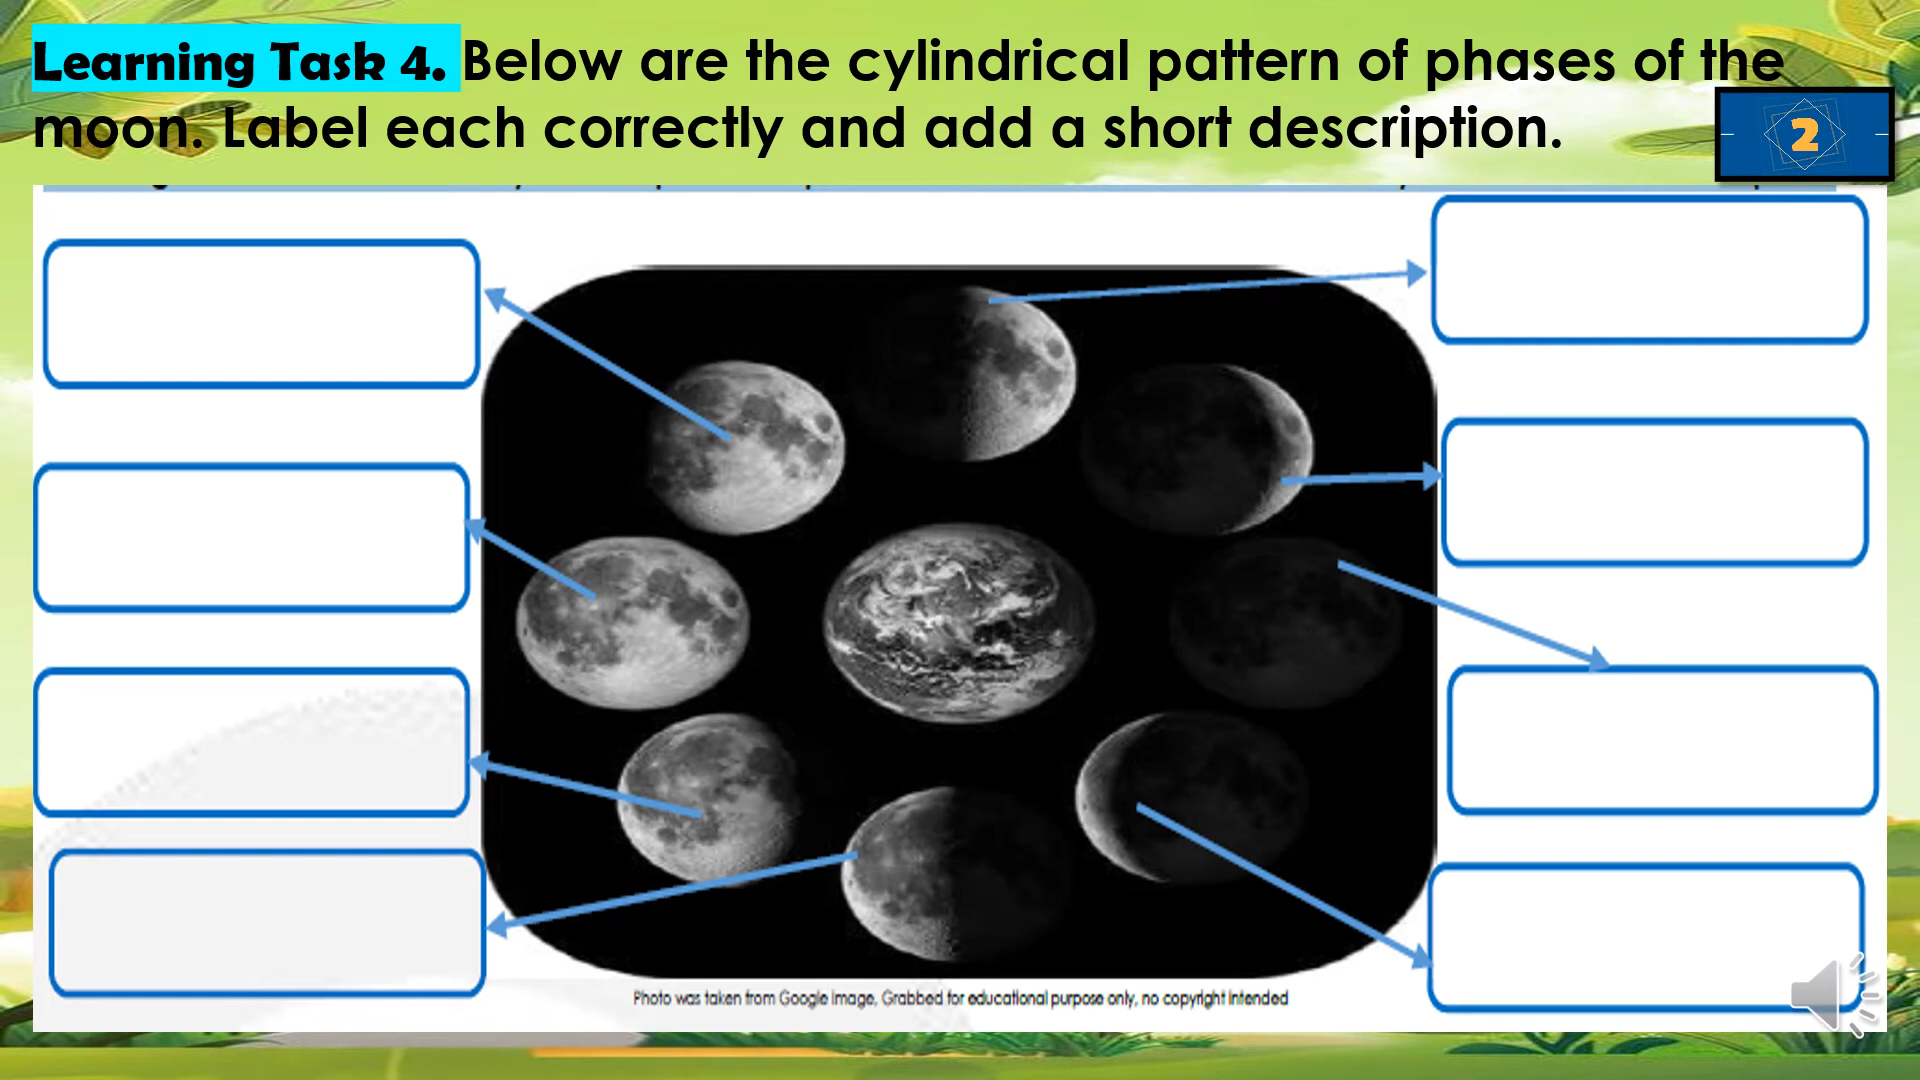 Learning Task 4. Below are the cylindrical pattern of phases of the
moon. Label each correctly and add a short description.
2
Photo was taken from Google Image, Grabbed for educational purpose only, no copyright intended